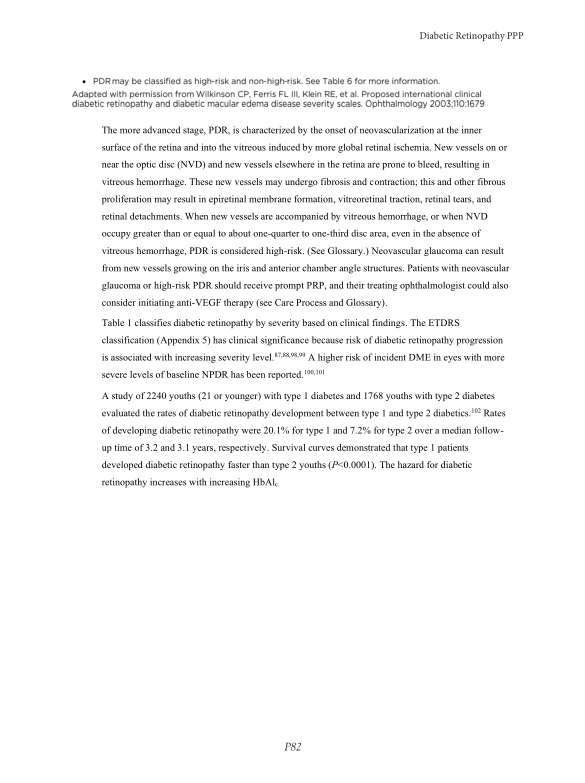 Diabetic Retinopathy PPP
• PDR may be classified as high-risk and non-high-risk. See Table 6 for more information.
Adapted with permission from Wilkinson CP, Ferris FL III, Klein RE, et al. Proposed international clinical
diabetic retinopathy and diabetic macular edema disease severity scales. Ophthalmology 2003;110:1679
The more advanced stage, PDR, is characterized by the onset of neovascularization at the inner
surface of the retina and into the vitreous induced by more global retinal ischemia. New vessels on or
near the optic disc (NVD) and new vessels elsewhere in the retina are prone to bleed, resulting in
vitreous hemorrhage. These new vessels may undergo fibrosis and contraction; this and other fibrous
proliferation may result in epiretinal membrane formation, vitreoretinal traction, retinal tears, and
retinal detachments. When new vessels are accompanied by vitreous hemorrhage, or when NVD
occupy greater than or equal to about one-quarter to one-third disc area, even in the absence of
vitreous hemorrhage, PDR is considered high-risk. (See Glossary.) Neovascular glaucoma can result
from new vessels growing on the iris and anterior chamber angle structures. Patients with neovascular
glaucoma or high-risk PDR should receive prompt PRP, and their treating ophthalmologist could also
consider initiating anti-VEGF therapy (see Care Process and Glossary).
Table 1 classifies diabetic retinopathy by severity based on clinical findings. The ETDRS
classification (Appendix 5) has clinical significance because risk of diabetic retinopathy progression
is associated with increasing severity level.87,88,98,99 A higher risk of incident DME in eyes with more
severe levels of baseline NPDR has been reported.100,101
A study of 2240 youths (21 or younger) with type 1 diabetes and 1768 youths with type 2 diabetes
evaluated the rates of diabetic retinopathy development between type 1 and type 2 diabetics.102 Rates
of developing diabetic retinopathy were 20.1% for type 1 and 7.2% for type 2 over a median follow-
up time of 3.2 and 3.1 years, respectively. Survival curves demonstrated that type 1 patients
developed diabetic retinopathy faster than type 2 youths (P<0.0001). The hazard for diabetic
retinopathy increases with increasing HbAlc.
P82